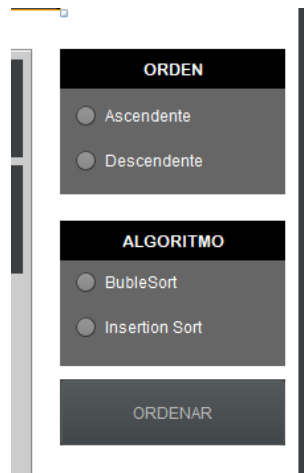 ORDEN
Ascendente
Descendente
ALGORITMO
BubleSort
Insertion Sort
ORDENAR